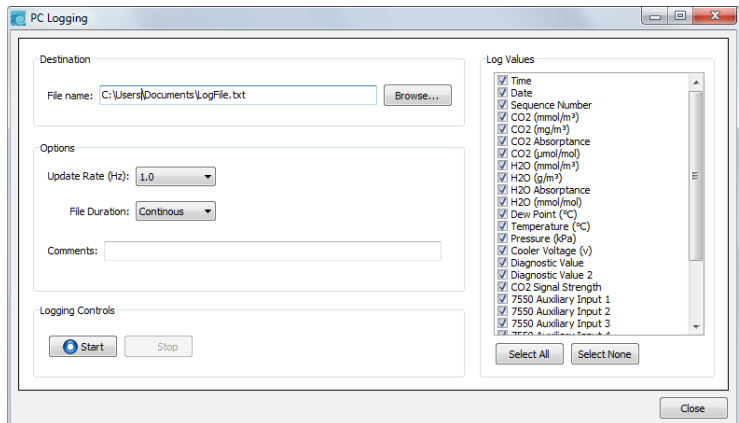 PC Logging
Destination
File name: C:\Users\Documents\LogFile.txt
Browse...
Options
Update Rate (Hz): 1.0
File Duration: Continous
Comments:
Logging Controls
Start
Stop
Log Values
Time
Date
Sequence Number
CO2 (mmol/m³)
CO2 (mg/m³)
CO2 Absorptance
CO2 (µmol/mol)
H2O (mmol/m³)
H2O (g/m³)
H2O Absorptance
H2O (mmol/mol)
Dew Point (°C)
Temperature (°C)
Pressure (kPa)
Cooler Voltage (v)
Diagnostic Value
Diagnostic Value 2
CO2 Signal Strength
7550 Auxiliary Input 1
7550 Auxiliary Input 2
7550 Auxiliary Input 3
7550 Auxiliary Input 4
Select All
Select None
Close